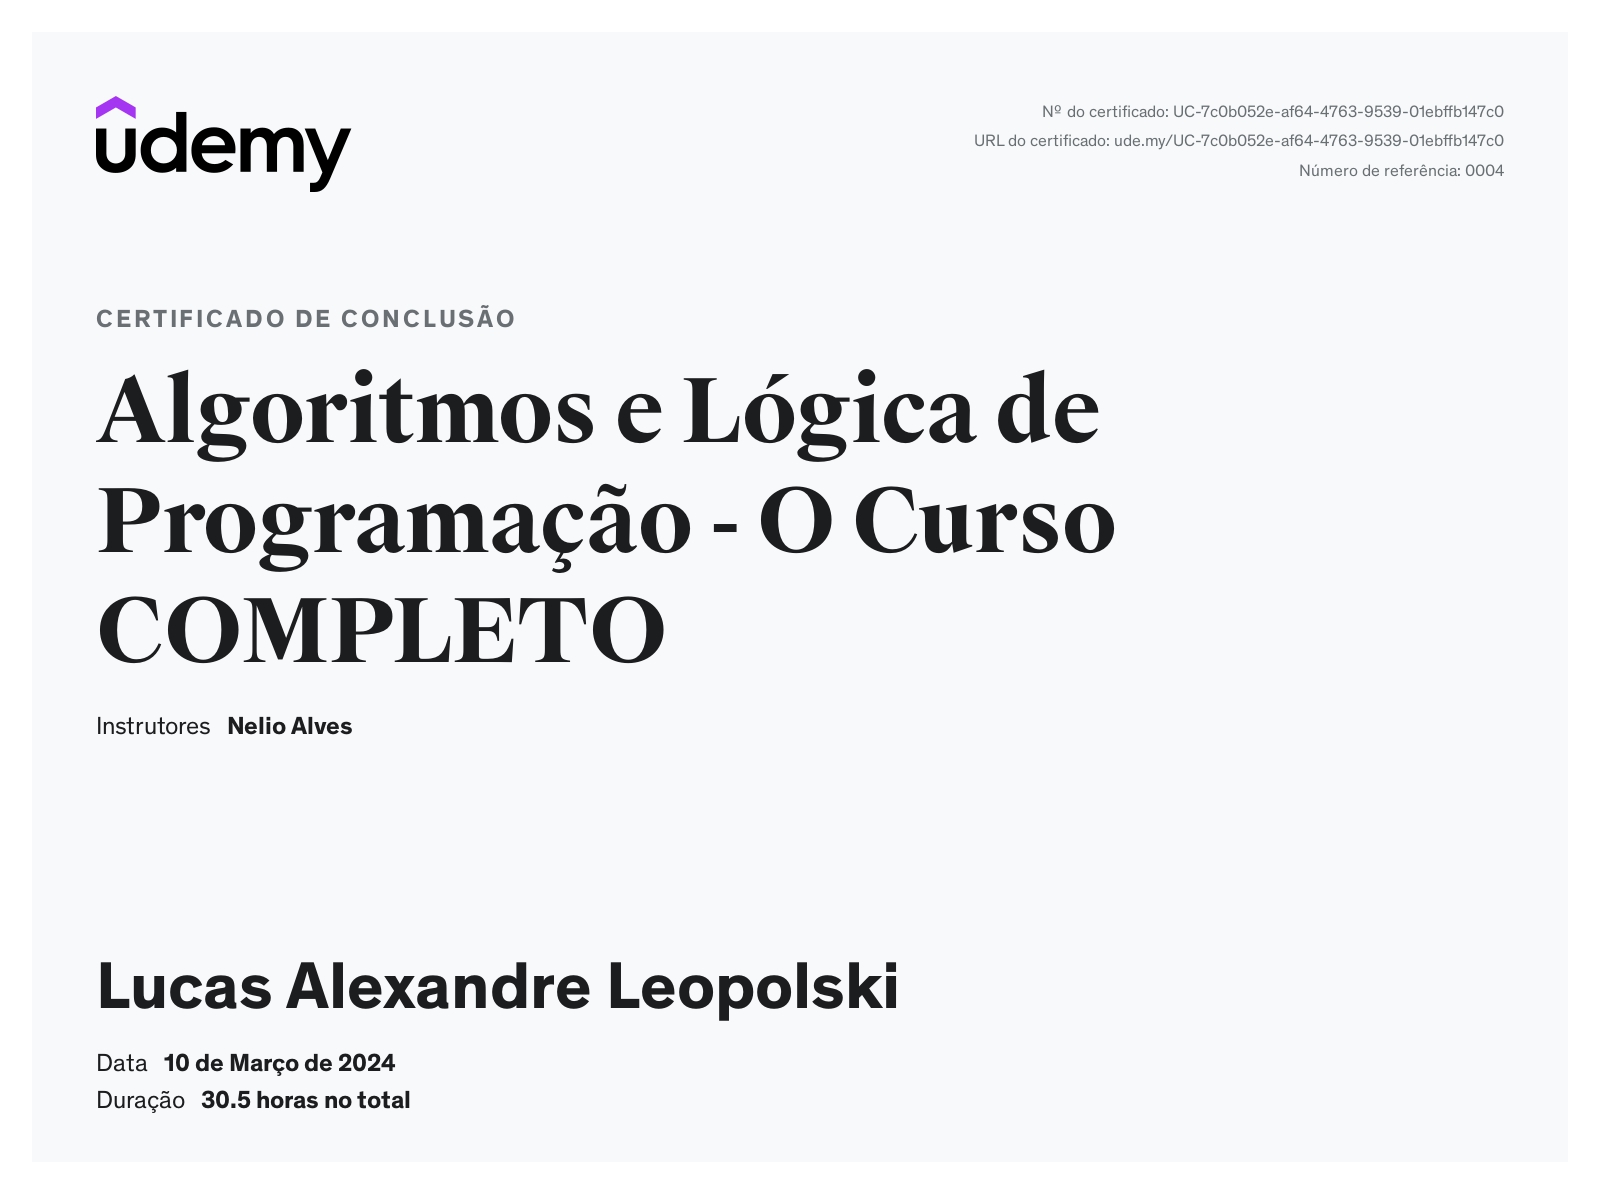 udemy
Nº do certificado: UC-7c0b052e-af64-4763-9539-01ebffb147c0
URL do certificado: ude.my/UC-7c0b052e-af64-4763-9539-01ebffb147c0
Número de referência: 0004
CERTIFICADO DE CONCLUSÃO
Algoritmos e Lógica de
Programação - O Curso
COMPLETO
Instrutores Nelio Alves
Lucas Alexandre Leopolski
Data 10 de Março de 2024
Duração 30.5 horas no total